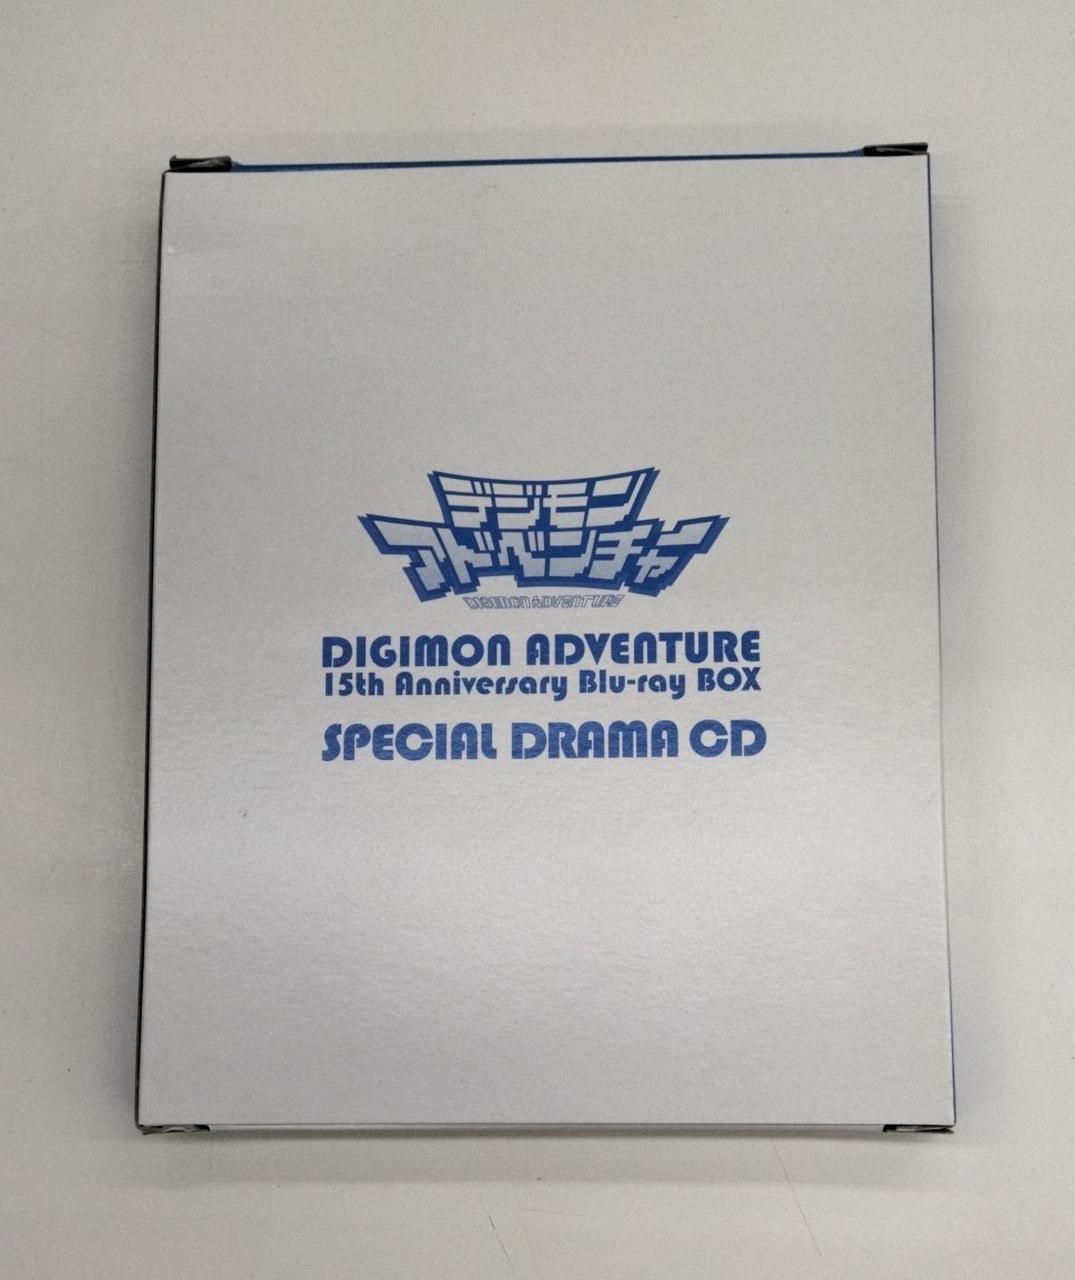 デジモン
アドベンチャー
DIGIMON ADVENTURE
DIGIMON ADVENTURE
15th Anniversary Blu-ray BOX
SPECIAL DRAMA CD